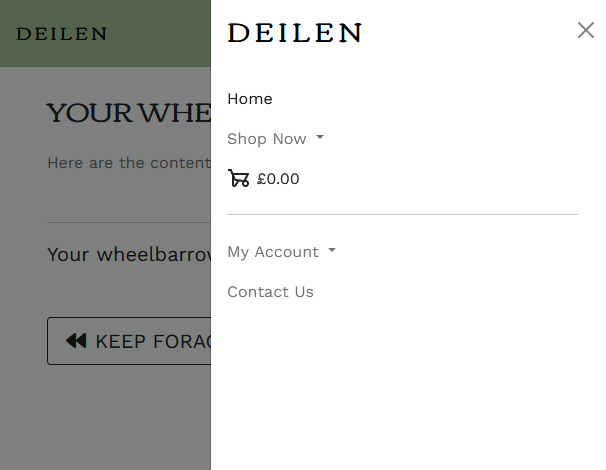 DEILEN
YOUR WHE
Here are the content
Your wheelbarrow
KEEP FORAG
DEILEN
Home
Shop Now
£0.00
My Account
Contact Us